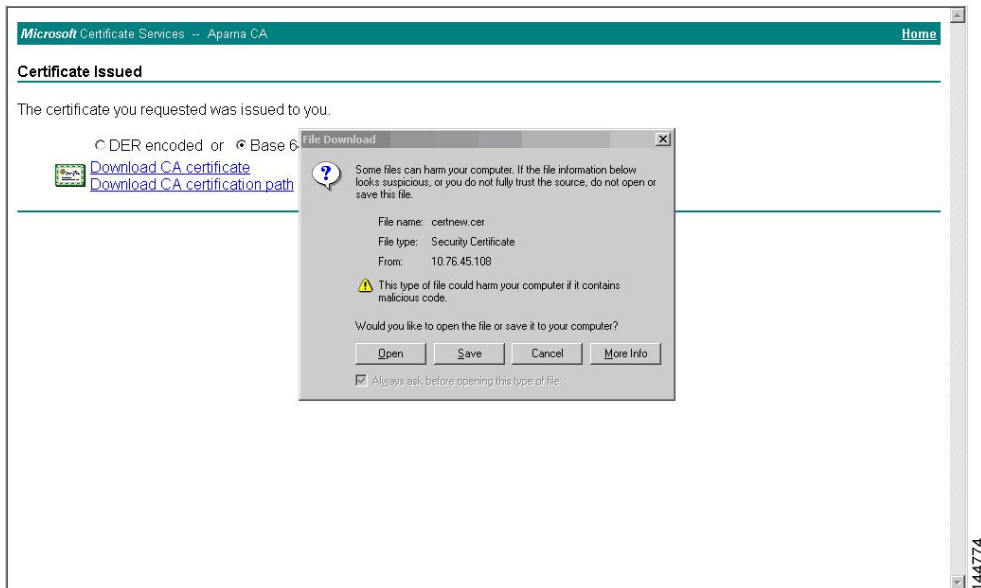 Microsoft Certificate Services -- Aparna CA Home
Certificate Issued
The certificate you requested was issued to you.
DER encoded or Base 6
Download CA certificate
Download CA certification path
File Download
Some files can harm your computer. If the file information below
looks suspicious, or you do not fully trust the source, do not open or
save this file.
File name: certnew.cer
File type: Security Certificate
From: 10.76.45.108
This type of file could harm your computer if it contains
malicious code.
Would you like to open the file or save it to your computer?
Open Save Cancel More Info
Always ask before opening this type of file
144774